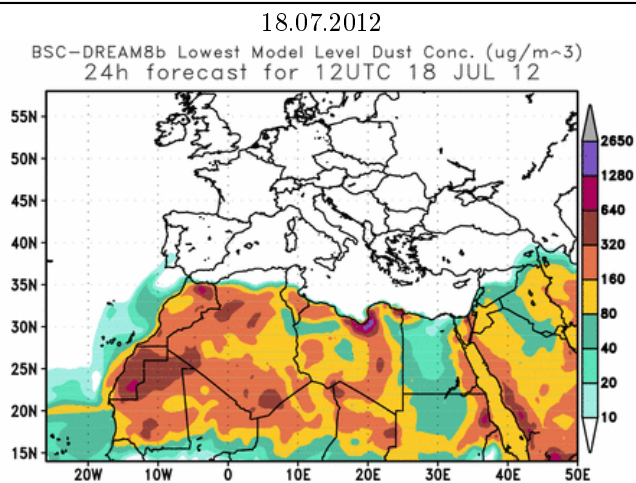 18.07.2012
BSC-DREAM8b Lowest Model Level Dust Conc. (ug/m^3)
24h forecast for 12UTC 18 JUL 12
55N
50N
45N
40N
35N
30N
25N
20N
15N
20W 10W 0 10E 20E 30E 40E 50E
2650
1280
640
320
160
80
40
20
10